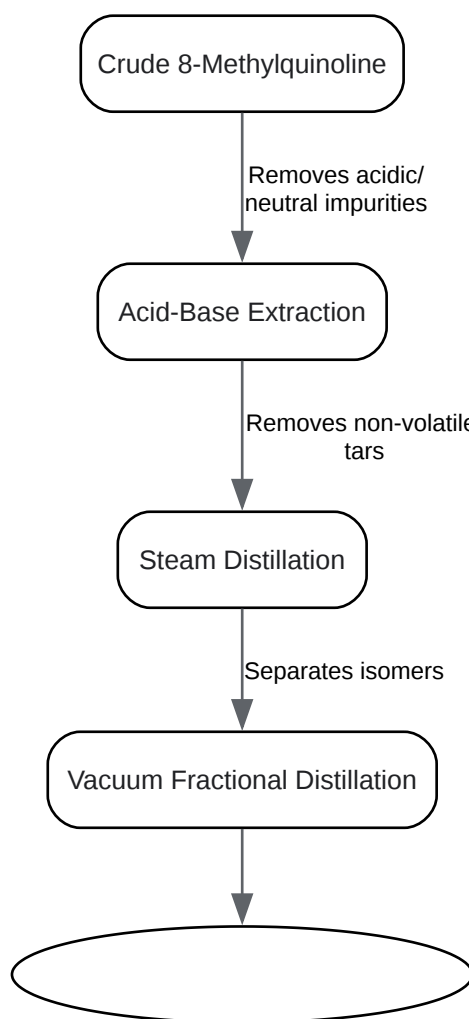 Crude 8-Methylquinoline
Removes acidic/
neutral impurities
Acid-Base Extraction
Removes non-volatile
tars
Steam Distillation
Separates isomers
Vacuum Fractional Distillation